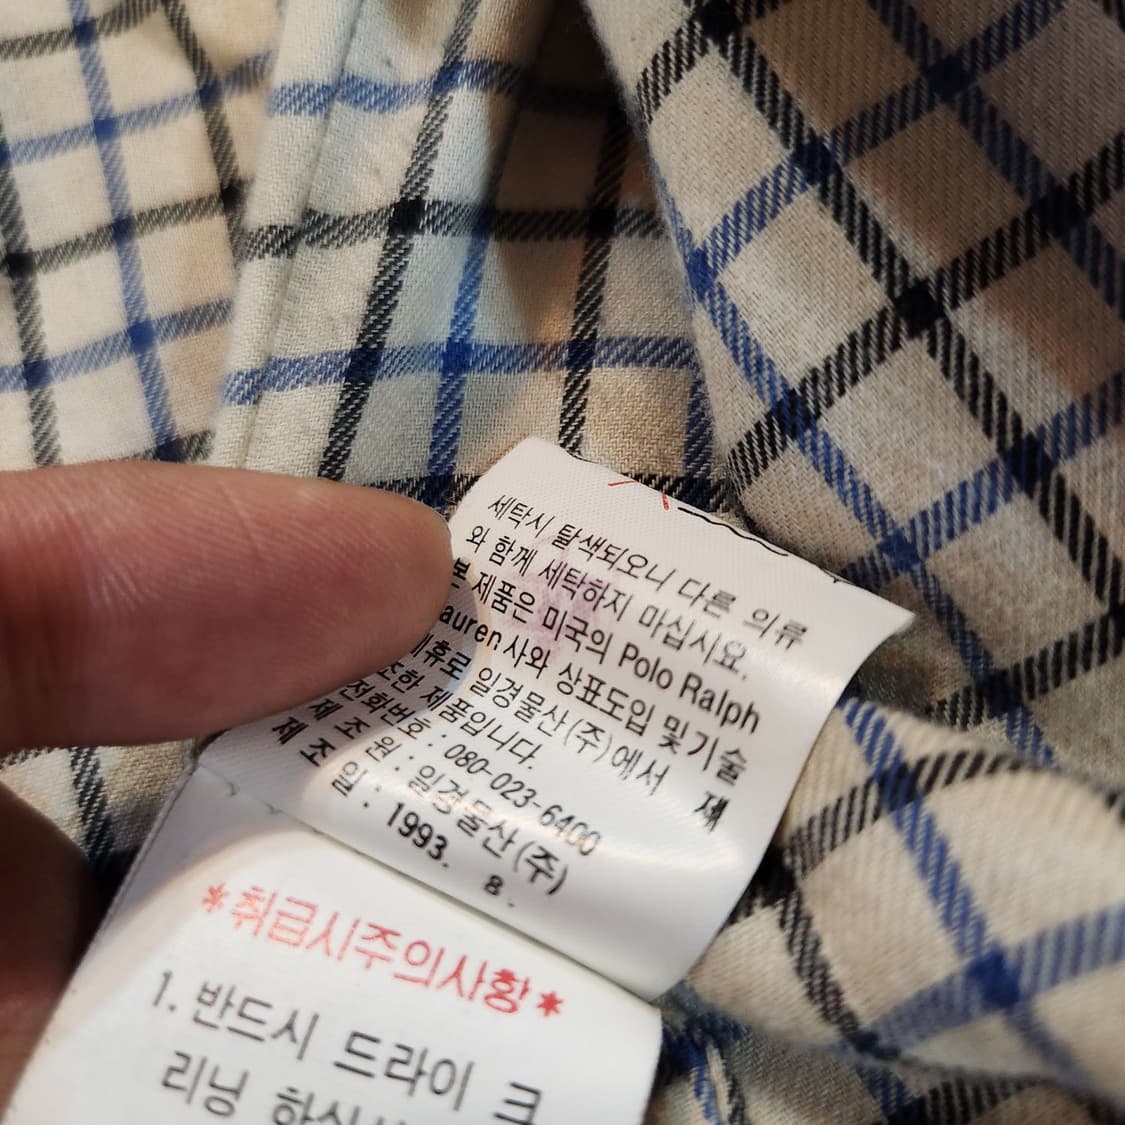 세탁시 탈색되오니 다른 의류
와 함께 세탁하지 마십시요.
본 제품은 미국의 Polo Ralph
auren 사와 상표도입 및 기술
휴로 일경물산(주)에서 재
조한 제품입니다.
전화번호 : 080-023-6400
제 조 원 : 일경물산(주)
제 조 일 : 1993. 8.
*취급시주의사항*
1. 반드시 드라이 크
리닝